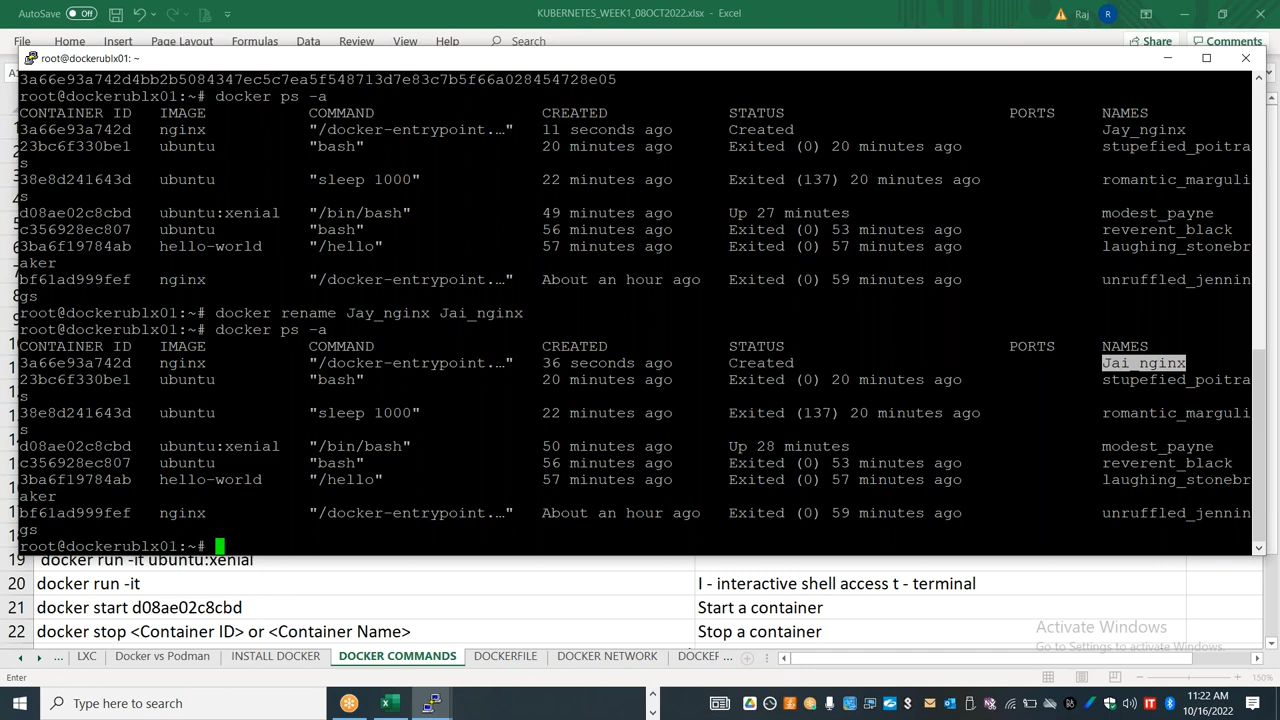 AutoSave Off KUBERNETES_WEEK1_08OCT2022.xlsx - Excel Raj R
File Home Insert Page Layout Formulas Data Review View Help Search Share Comments
root@dockerublx01: ~
3a66e93a742d4bb2b5084347ec5c7ea5f548713d7e83c7b5f66a028454728e05
root@dockerublx01:~# docker ps -a
CONTAINER ID IMAGE COMMAND CREATED STATUS PORTS NAMES
3a66e93a742d nginx "/docker-entrypoint.…" 11 seconds ago Created Jay_nginx
23bc6f330be1 ubuntu "bash" 20 minutes ago Exited (0) 20 minutes ago stupefied_poitra
s
38e8d241643d ubuntu "sleep 1000" 22 minutes ago Exited (137) 20 minutes ago romantic_marguli
s
d08ae02c8cbd ubuntu:xenial "/bin/bash" 49 minutes ago Up 27 minutes modest_payne
c356928ec807 ubuntu "bash" 56 minutes ago Exited (0) 53 minutes ago reverent_black
3ba6f19784ab hello-world "/hello" 57 minutes ago Exited (0) 57 minutes ago laughing_stonebr
aker
bf61ad999fef nginx "/docker-entrypoint.…" About an hour ago Exited (0) 59 minutes ago unruffled_jennin
gs
root@dockerublx01:~# docker rename Jay_nginx Jai_nginx
root@dockerublx01:~# docker ps -a
CONTAINER ID IMAGE COMMAND CREATED STATUS PORTS NAMES
3a66e93a742d nginx "/docker-entrypoint.…" 36 seconds ago Created Jai_nginx
23bc6f330be1 ubuntu "bash" 20 minutes ago Exited (0) 20 minutes ago stupefied_poitra
s
38e8d241643d ubuntu "sleep 1000" 22 minutes ago Exited (137) 20 minutes ago romantic_marguli
s
d08ae02c8cbd ubuntu:xenial "/bin/bash" 50 minutes ago Up 28 minutes modest_payne
c356928ec807 ubuntu "bash" 56 minutes ago Exited (0) 53 minutes ago reverent_black
3ba6f19784ab hello-world "/hello" 57 minutes ago Exited (0) 57 minutes ago laughing_stonebr
aker
bf61ad999fef nginx "/docker-entrypoint.…" About an hour ago Exited (0) 59 minutes ago unruffled_jennin
gs
root@dockerublx01:~#
19 docker run -it ubuntu:xenial
20 docker run -it I - interactive shell access t - terminal
21 docker start d08ae02c8cbd Start a container
22 docker stop <Container ID> or <Container Name> Stop a container
Activate Windows
Go to Settings to activate Windows.
... LXC Docker vs Podman INSTALL DOCKER DOCKER COMMANDS DOCKERFILE DOCKER NETWORK DOCKEF ...
Enter 150%
Type here to search 11:22 AM
10/16/2022